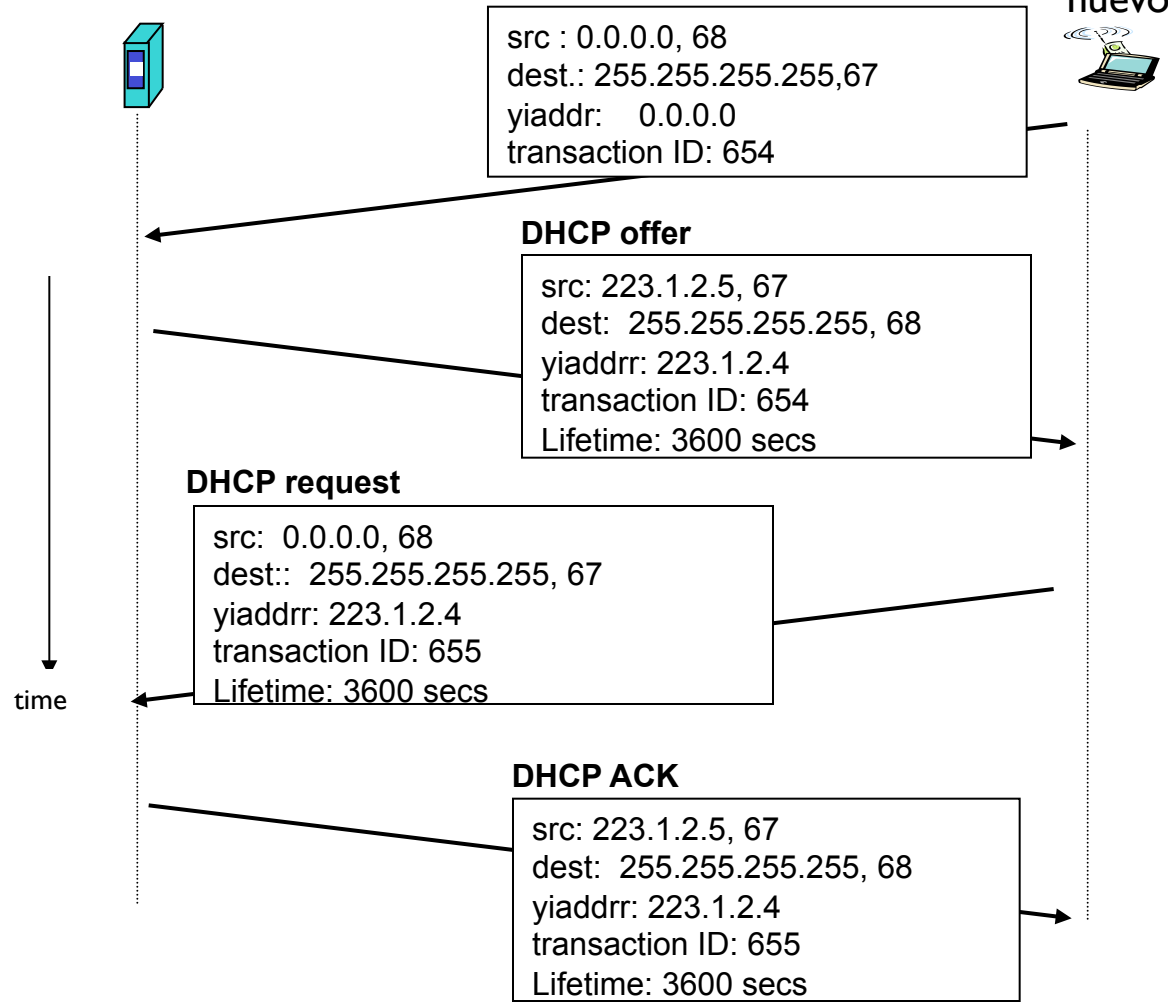 nuevo
src : 0.0.0.0, 68
dest.: 255.255.255.255,67
yiaddr: 0.0.0.0
transaction ID: 654
DHCP offer
src: 223.1.2.5, 67
dest: 255.255.255.255, 68
yiaddrr: 223.1.2.4
transaction ID: 654
Lifetime: 3600 secs
DHCP request
src: 0.0.0.0, 68
dest:: 255.255.255.255, 67
yiaddrr: 223.1.2.4
transaction ID: 655
Lifetime: 3600 secs
time
DHCP ACK
src: 223.1.2.5, 67
dest: 255.255.255.255, 68
yiaddrr: 223.1.2.4
transaction ID: 655
Lifetime: 3600 secs